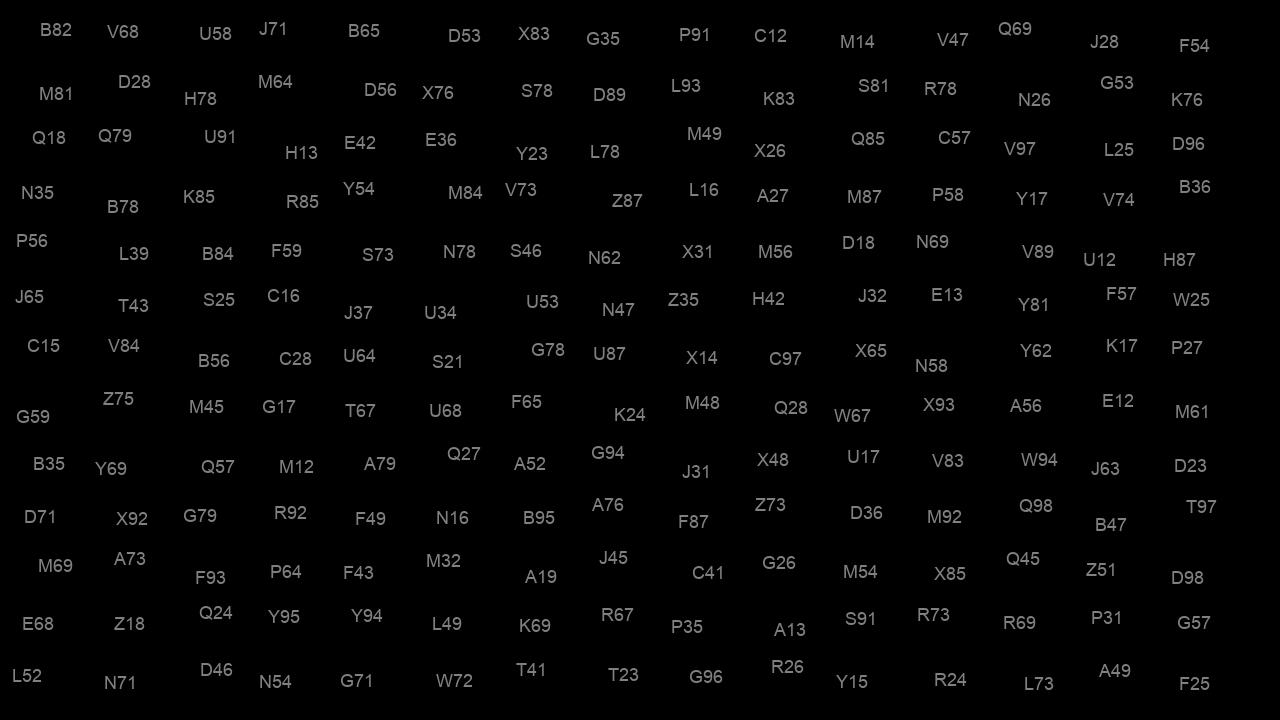 B82 V68 U58 J71 B65 D53 X83 G35 P91 C12 M14 V47 Q69 J28 F54
M81 D28 H78 M64 D56 X76 S78 D89 L93 K83 S81 R78 N26 G53 K76
Q18 Q79 U91 H13 E42 E36 Y23 L78 M49 X26 Q85 C57 V97 L25 D96
N35 B78 K85 R85 Y54 M84 V73 Z87 L16 A27 M87 P58 Y17 V74 B36
P56 L39 B84 F59 S73 N78 S46 N62 X31 M56 D18 N69 V89 U12 H87
J65 T43 S25 C16 J37 U34 U53 N47 Z35 H42 J32 E13 Y81 F57 W25
C15 V84 B56 C28 U64 S21 G78 U87 X14 C97 X65 N58 Y62 K17 P27
G59 Z75 M45 G17 T67 U68 F65 K24 M48 Q28 W67 X93 A56 E12 M61
B35 Y69 Q57 M12 A79 Q27 A52 G94 J31 X48 U17 V83 W94 J63 D23
D71 X92 G79 R92 F49 N16 B95 A76 F87 Z73 D36 M92 Q98 B47 T97
M69 A73 F93 P64 F43 M32 A19 J45 C41 G26 M54 X85 Q45 Z51 D98
E68 Z18 Q24 Y95 Y94 L49 K69 R67 P35 A13 S91 R73 R69 P31 G57
L52 N71 D46 N54 G71 W72 T41 T23 G96 R26 Y15 R24 L73 A49 F25